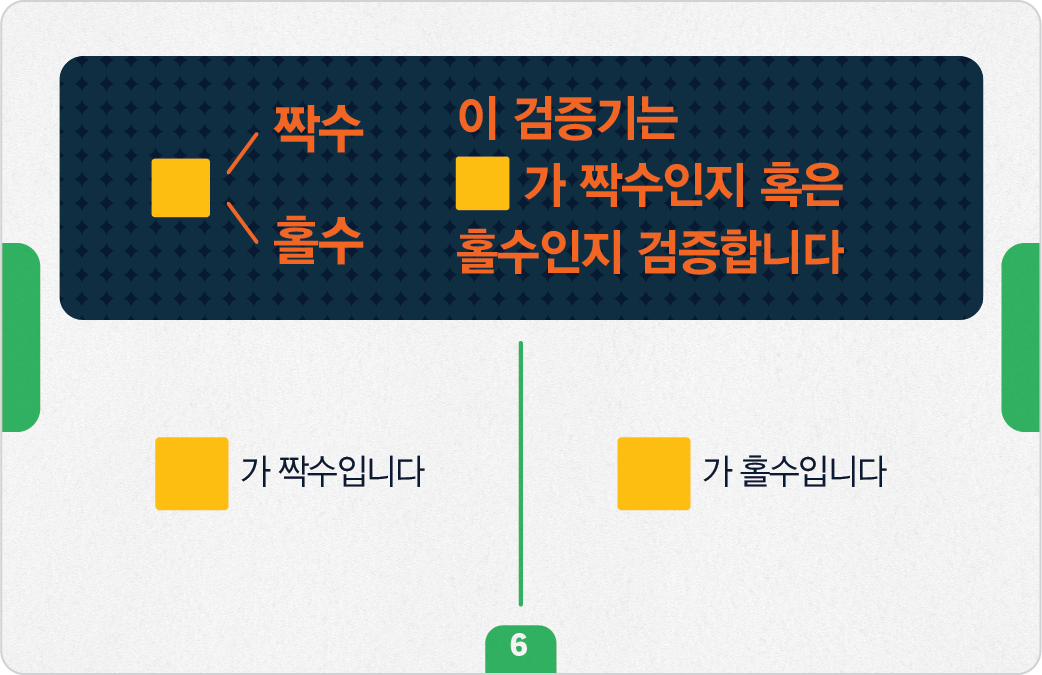 짝수
홀수
이 검증기는
가 짝수인지 혹은
홀수인지 검증합니다
가 짝수입니다
가 홀수입니다
6